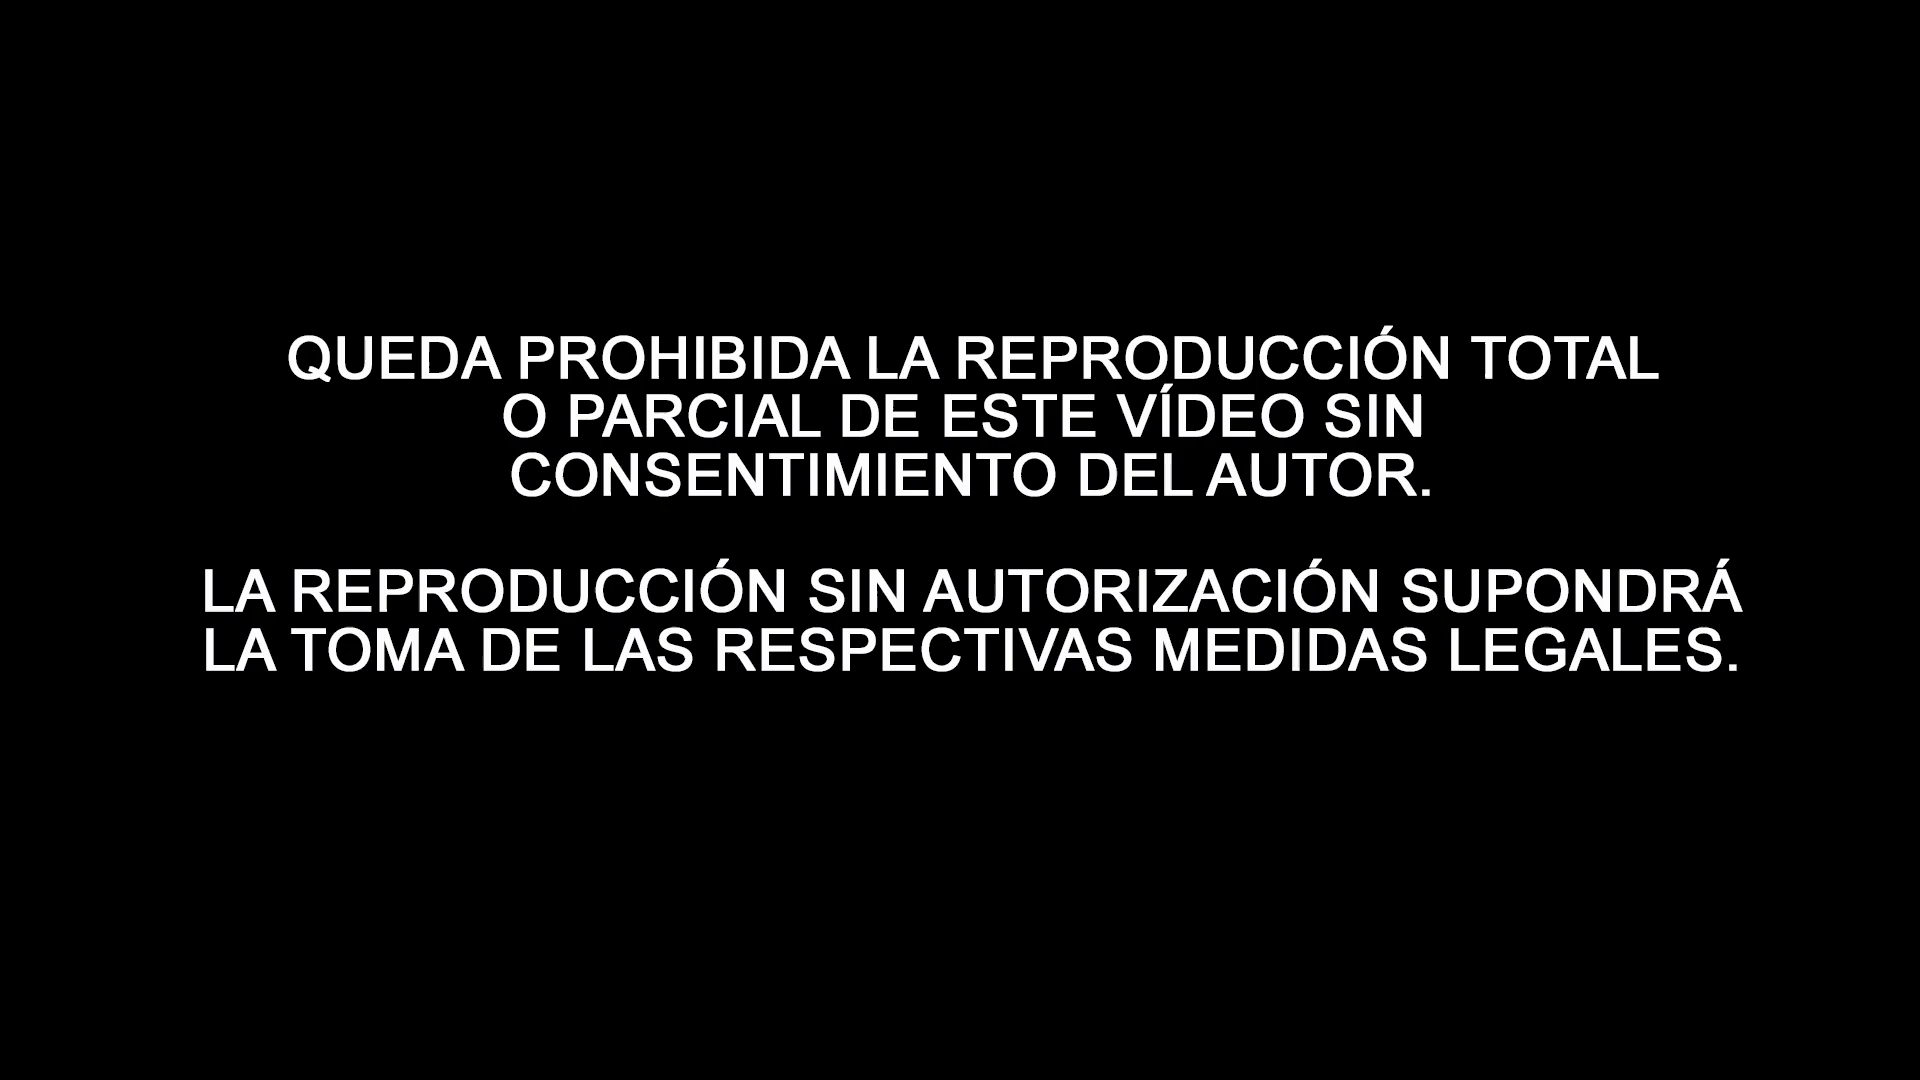 QUEDA PROHIBIDA LA REPRODUCCIÓN TOTAL
O PARCIAL DE ESTE VÍDEO SIN
CONSENTIMIENTO DEL AUTOR.
LA REPRODUCCIÓN SIN AUTORIZACIÓN SUPONDRÁ
LA TOMA DE LAS RESPECTIVAS MEDIDAS LEGALES.